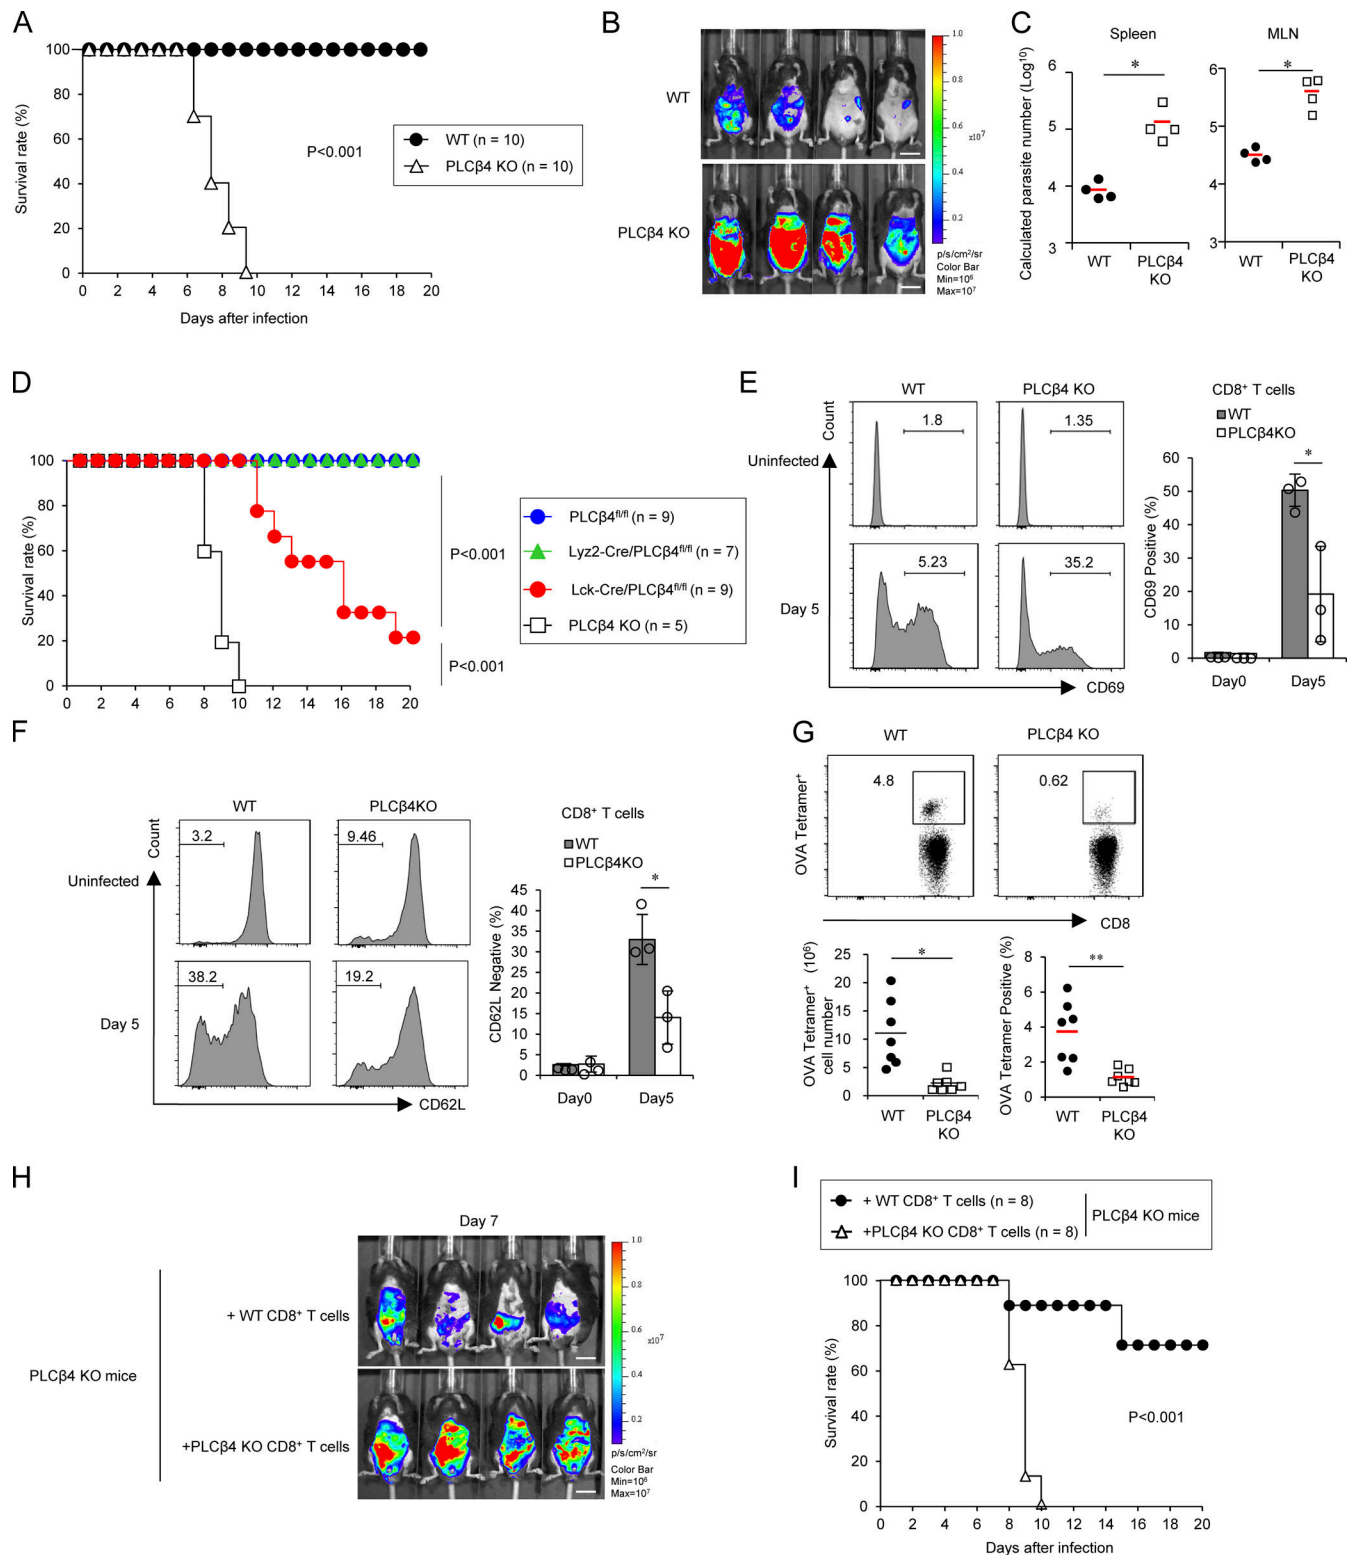 A
Survival rate (%)
100
80
60
40
20
0
0 2 4 6 8 10 12 14 16 18 20
Days after infection
WT (n = 10)
PLCβ4 KO (n = 10)
P<0.001
B
WT
PLCβ4 KO
1.0
0.8
0.6
x10⁷
0.4
0.2
p/s/cm²/sr
Color Bar
Min=10⁶
Max=10⁷
C
Calculated parasite number (Log¹⁰)
Spleen
*
6
5
4
3
WT PLCβ4 KO
MLN
*
6
5
4
3
WT PLCβ4 KO
D
Survival rate (%)
100
80
60
40
20
0
0 2 4 6 8 10 12 14 16 18 20
P<0.001
P<0.001
PLCβ4fl/fl (n = 9)
Lyz2-Cre/PLCβ4fl/fl (n = 7)
Lck-Cre/PLCβ4fl/fl (n = 9)
PLCβ4 KO (n = 5)
E
WT PLCβ4 KO
Count
Uninfected
1.8 1.35
Day 5
5.23 35.2
CD69
CD8⁺ T cells
WT
PLCβ4KO
CD69 Positive (%)
*
60
50
40
30
20
10
0
Day0 Day5
F
WT PLCβ4KO
Count
Uninfected
3.2 9.46
Day 5
38.2 19.2
CD62L
CD8⁺ T cells
WT
PLCβ4KO
CD62L Negative (%)
*
45
40
35
30
25
20
15
10
5
0
Day0 Day5
G
WT PLCβ4 KO
OVA Tetramer⁺
4.8 0.62
CD8
OVA Tetramer⁺ (10⁶)
cell number
*
25
20
15
10
5
0
WT PLCβ4 KO
OVA Tetramer Positive (%)
**
8
6
4
2
0
WT PLCβ4 KO
H
Day 7
PLCβ4 KO mice
+ WT CD8⁺ T cells
+PLCβ4 KO CD8⁺ T cells
1.0
0.8
0.6
x10⁷
0.4
0.2
p/s/cm²/sr
Color Bar
Min=10⁶
Max=10⁷
I
+ WT CD8⁺ T cells (n = 8)
+PLCβ4 KO CD8⁺ T cells (n = 8)
PLCβ4 KO mice
Survival rate (%)
100
80
60
40
20
0
0 2 4 6 8 10 12 14 16 18 20
Days after infection
P<0.001